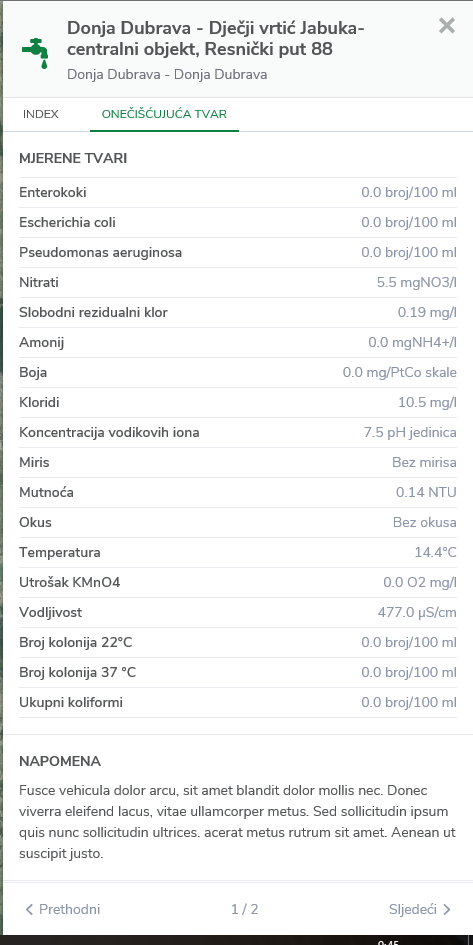 Donja Dubrava - Dječji vrtić Jabuka-
centralni objekt, Resnički put 88
Donja Dubrava - Donja Dubrava
INDEX ONEČIŠĆUJUĆA TVAR
MJERENE TVARI
Enterokoki 0.0 broj/100 ml
Escherichia coli 0.0 broj/100 ml
Pseudomonas aeruginosa 0.0 broj/100 ml
Nitrati 5.5 mgNO3/l
Slobodni rezidualni klor 0.19 mg/l
Amonij 0.0 mgNH4+/l
Boja 0.0 mg/PtCo skale
Kloridi 10.5 mg/l
Koncentracija vodikovih iona 7.5 pH jedinica
Miris Bez mirisa
Mutnoća 0.14 NTU
Okus Bez okusa
Temperatura 14.4°C
Utrošak KMnO4 0.0 O2 mg/l
Vodljivost 477.0 µS/cm
Broj kolonija 22°C 0.0 broj/100 ml
Broj kolonija 37 °C 0.0 broj/100 ml
Ukupni koliformi 0.0 broj/100 ml
NAPOMENA
Fusce vehicula dolor arcu, sit amet blandit dolor mollis nec. Donec
viverra eleifend lacus, vitae ullamcorper metus. Sed sollicitudin ipsum
quis nunc sollicitudin ultrices. acerat metus rutrum sit amet. Aenean ut
suscipit justo.
Prethodni 1 / 2 Sljedeći